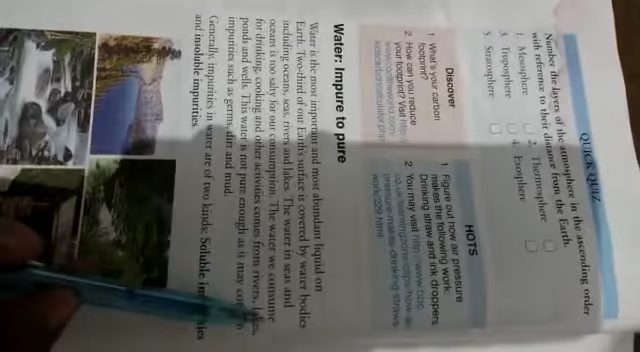 QUICK QUIZ
Number the layers of the atmosphere in the ascending order
with reference to their distance from the Earth.
1. Mesosphere
2. Thermosphere
3. Troposphere
4. Exosphere
5. Stratosphere
Discover
1. What's your carbon
footprint?
2. How can you reduce
your footprint? Visit
HOTS
1. Figure out how air pressure
makes the following work:
Drinking straw and ink droppers.
2. You may visit http://www.bbc.
Water: Impure to pure
Water is the most important and most abundant liquid on
Earth. Two-third of our Earth's surface is covered by water bodies
including oceans, seas, rivers and lakes. The water in seas and
oceans is too salty for our consumption. The water we consume
for drinking, cooking and other activities comes from rivers, lakes,
ponds and wells. This water is not pure enough as it may contain
impurities such as germs, dirt and mud.
Generally, impurities in water are of two kinds: Soluble
and insoluble impurities